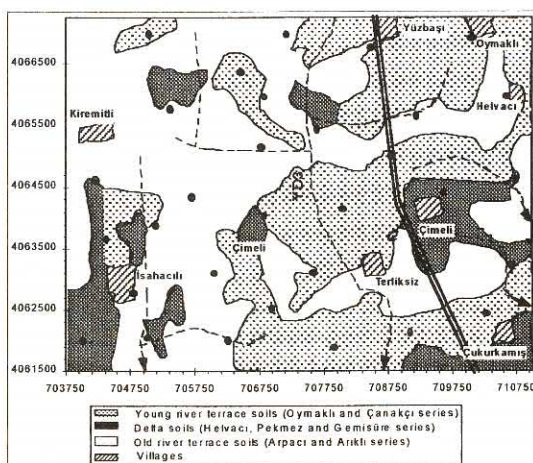 Yüzbaşı
Oymaklı
4066500
Helvacı
Kiremitli
4065500
4064500
YD3
Çimeli
4063500
Çimeli
İsahacılı
Terliksiz
4062500
Çukurkamış
4061500
703750 704750 705750 706750 707750 708750 709750 710750
Young river terrace soils (Oymaklı and Çanakçı series)
Delta soils (Helvacı, Pekmez and Gemisüre series)
Old river terrace soils (Arpacı and Arıklı series)
Villages